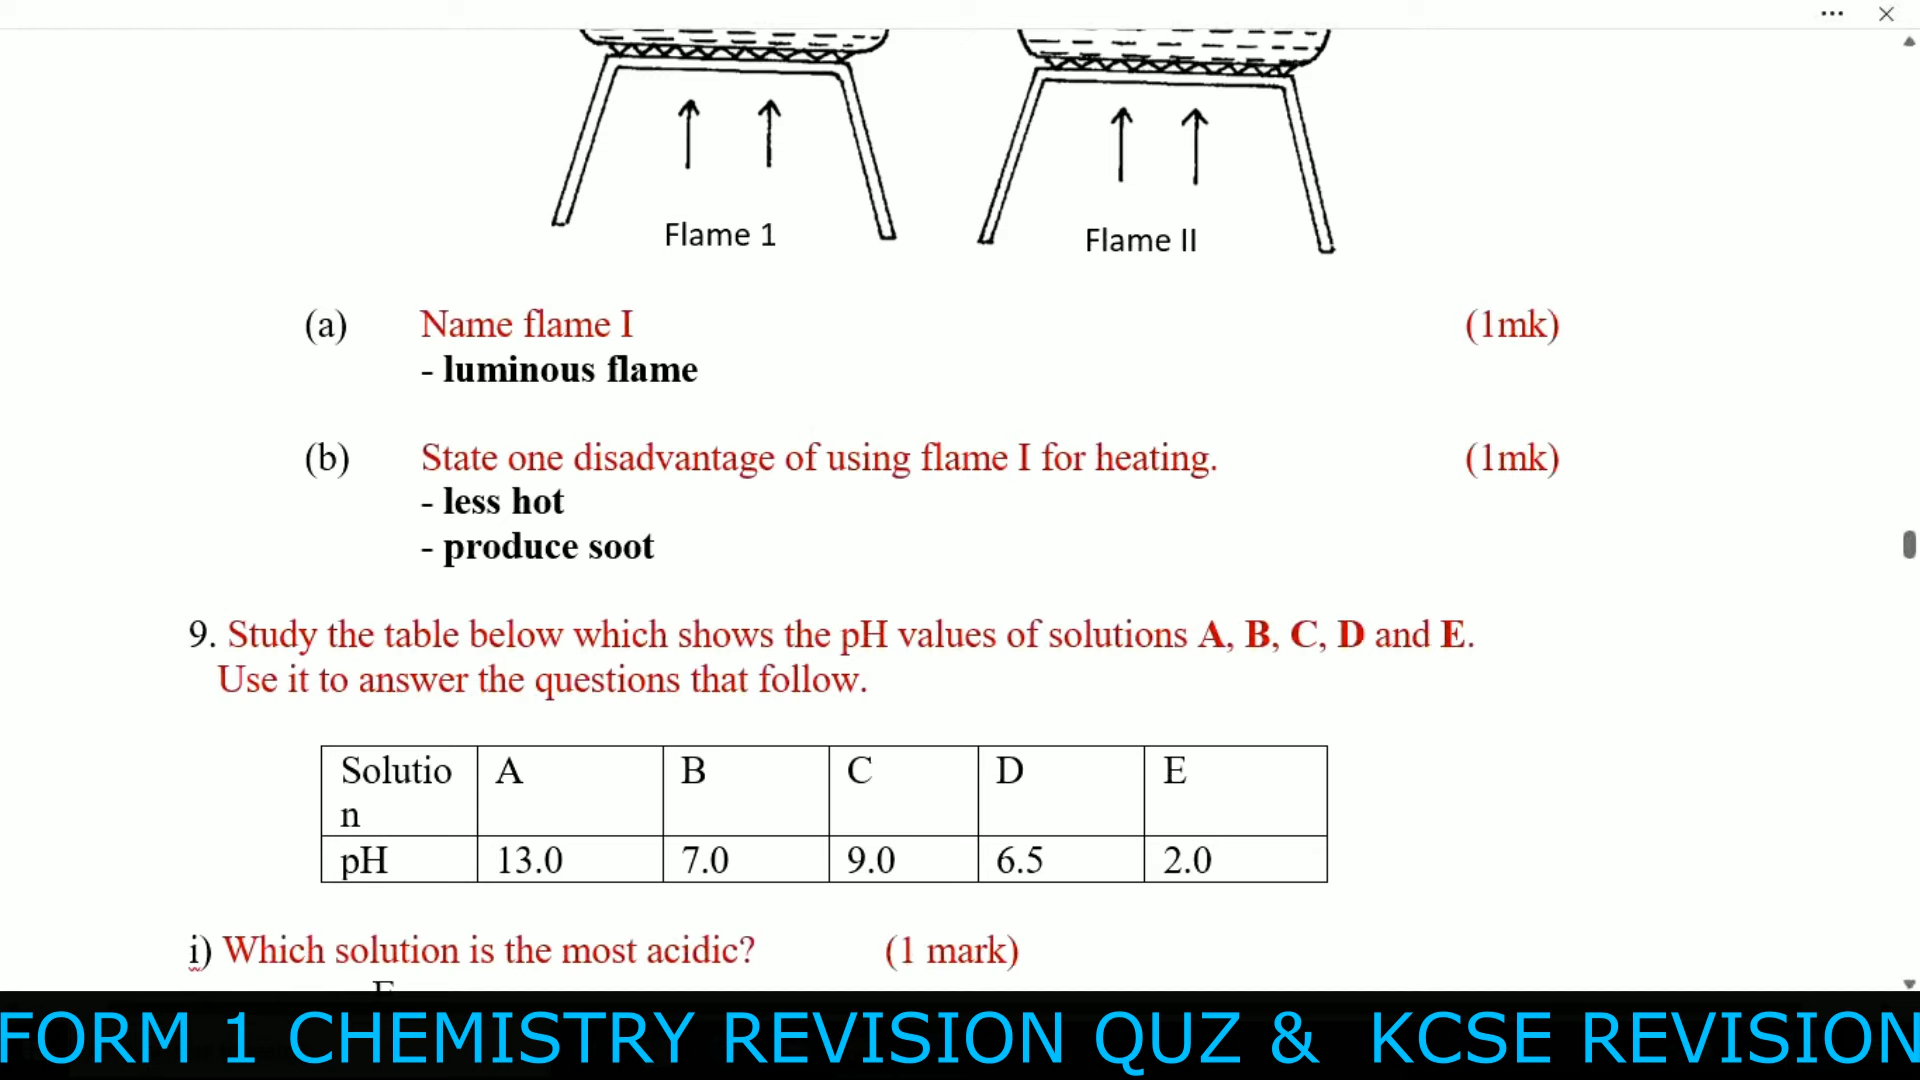 Flame 1
Flame II
(a) Name flame I (1mk)
- luminous flame
(b) State one disadvantage of using flame I for heating. (1mk)
- less hot
- produce soot
9. Study the table below which shows the pH values of solutions A, B, C, D and E.
Use it to answer the questions that follow.
Solutio A B C D E
n
pH 13.0 7.0 9.0 6.5 2.0
i) Which solution is the most acidic? (1 mark)
FORM 1 CHEMISTRY REVISION QUZ & KCSE REVISION